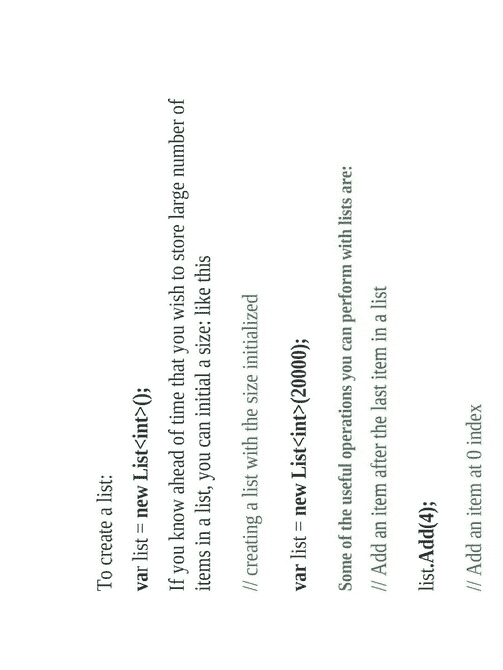 To create a list:
var list = new List<int>();
If you know ahead of time that you wish to store large number of
items in a list, you can initial a size: like this
// creating a list with the size initialized
var list = new List<int>(20000);
Some of the useful operations you can perform with lists are:
// Add an item after the last item in a list
list.Add(4);
// Add an item at 0 index